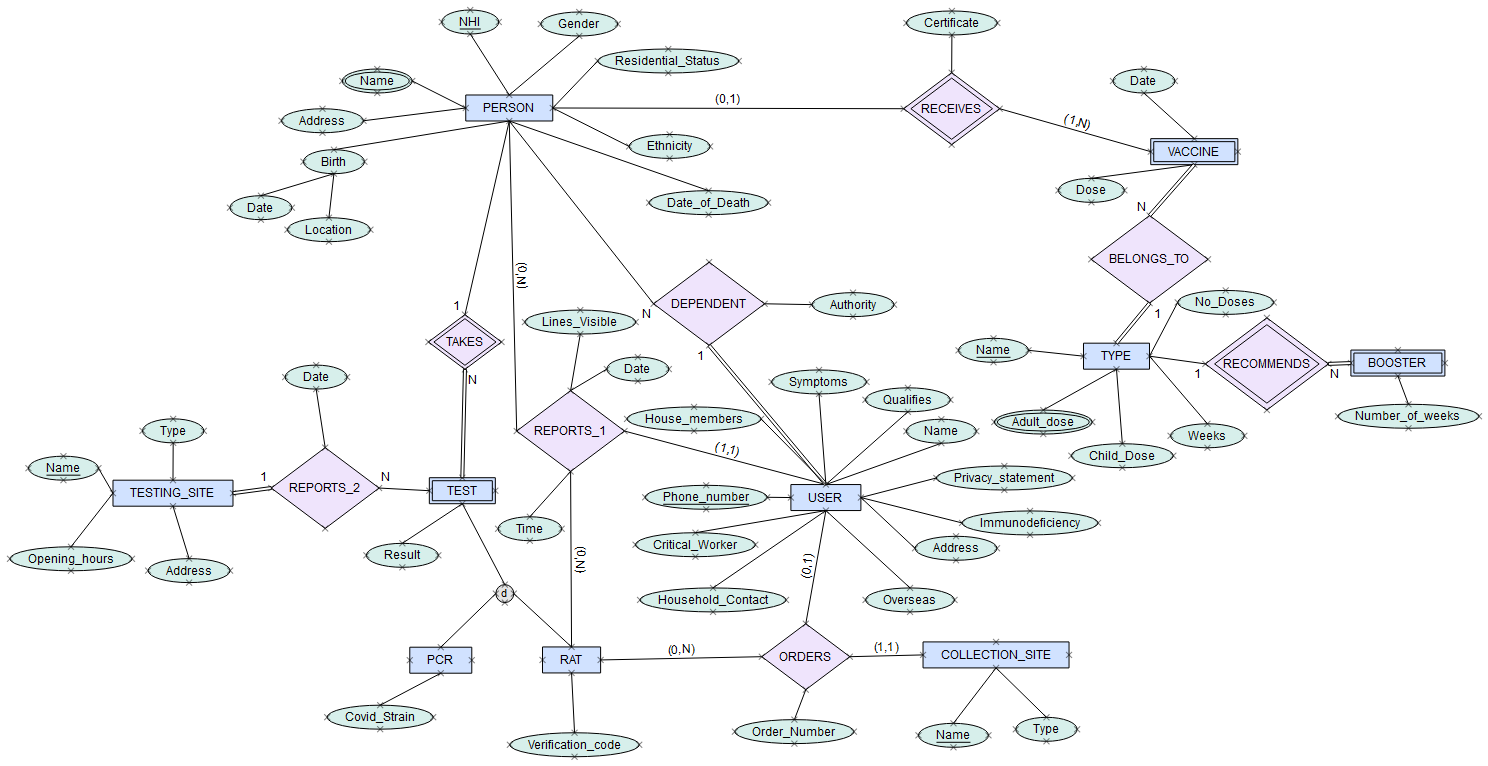 NHI
Gender
Certificate
Residential_Status
Name
Date
PERSON
(0,1)
RECEIVES
(1,N)
Address
Ethnicity
VACCINE
Birth
Dose
Date
Location
Date_of_Death
N
BELONGS_TO
(0,N)
DEPENDENT
Authority
No_Doses
1
N
1
Lines_Visible
TAKES
1
Name
TYPE
RECOMMENDS
BOOSTER
1
N
Date
N
Date
Symptoms
Qualifies
Number_of_weeks
House_members
Adult_dose
Type
REPORTS_1
Name
Weeks
(1,1)
Child_Dose
Name
1
REPORTS_2
N
Privacy_statement
TESTING_SITE
TEST
Phone_number
USER
Immunodeficiency
Time
Critical_Worker
Address
Opening_hours
Result
Address
(0,N)
(0,1)
d
Household_Contact
Overseas
PCR
RAT
(0,N)
ORDERS
(1,1)
COLLECTION_SITE
Covid_Strain
Order_Number
Name
Type
Verification_code